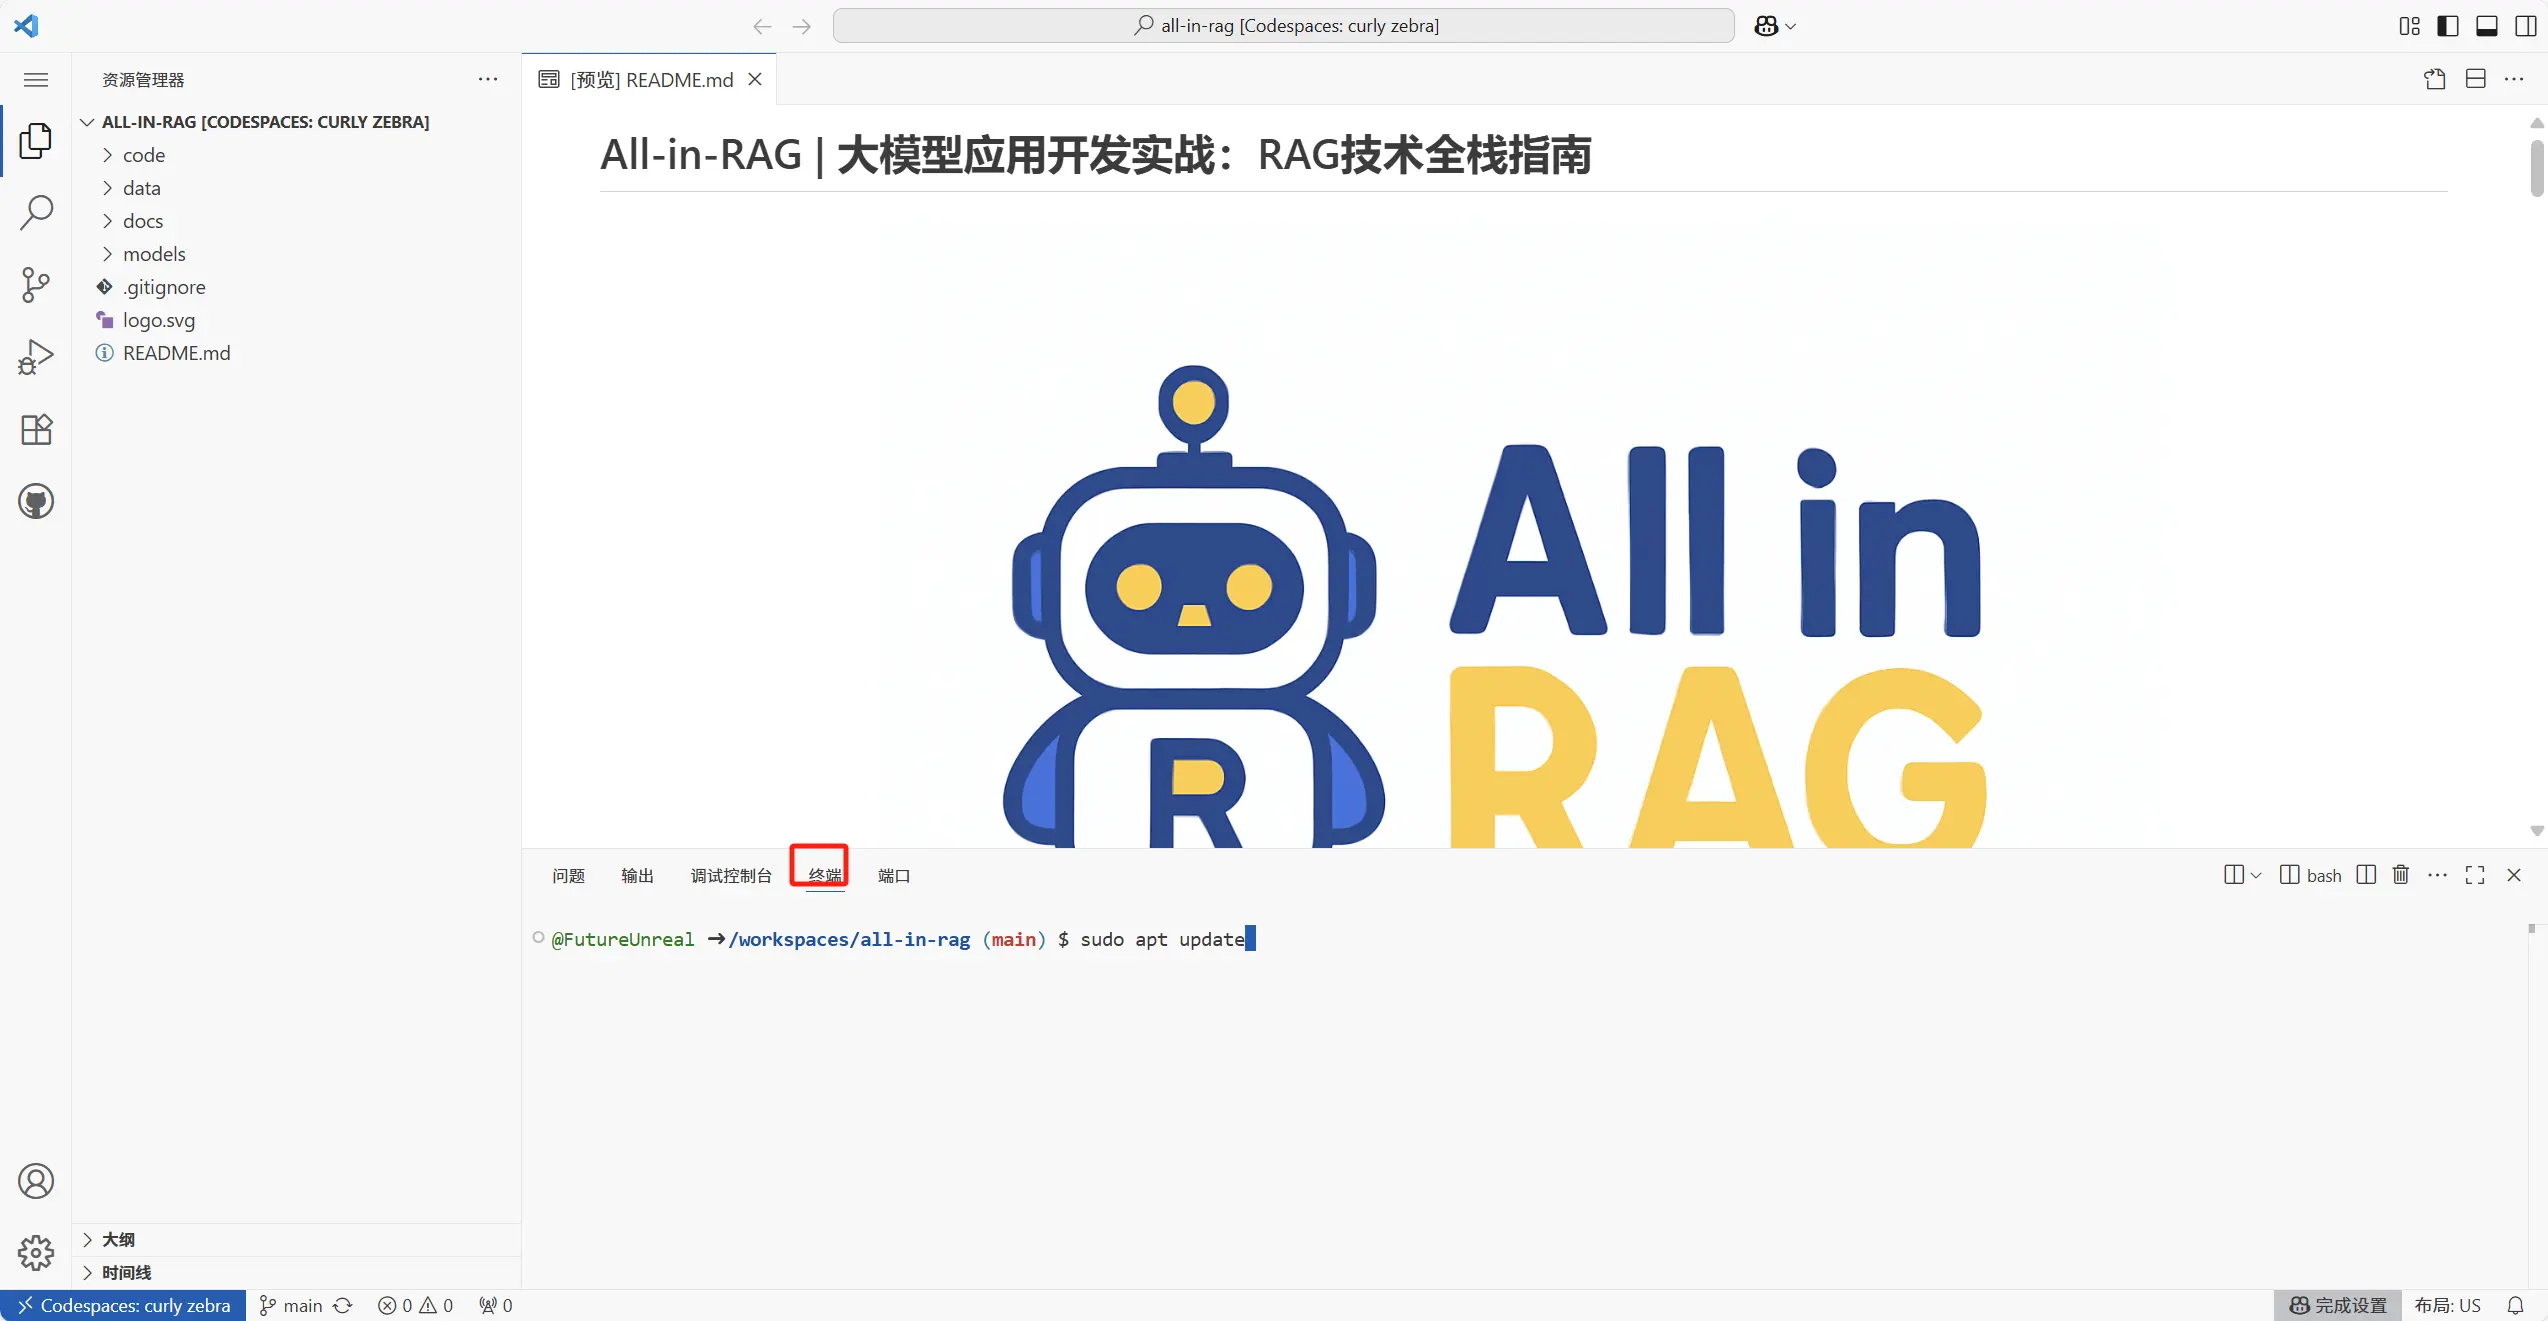 all-in-rag [Codespaces: curly zebra]
资源管理器
[预览] README.md
ALL-IN-RAG [CODESPACES: CURLY ZEBRA]
code
data
docs
models
.gitignore
logo.svg
README.md
All-in-RAG | 大模型应用开发实战：RAG技术全栈指南
All in
RAG
R
问题 输出 调试控制台 终端 端口
bash
@FutureUnreal ➜/workspaces/all-in-rag (main) $ sudo apt update
大纲
时间线
Codespaces: curly zebra main 0 0 0
完成设置 布局: US